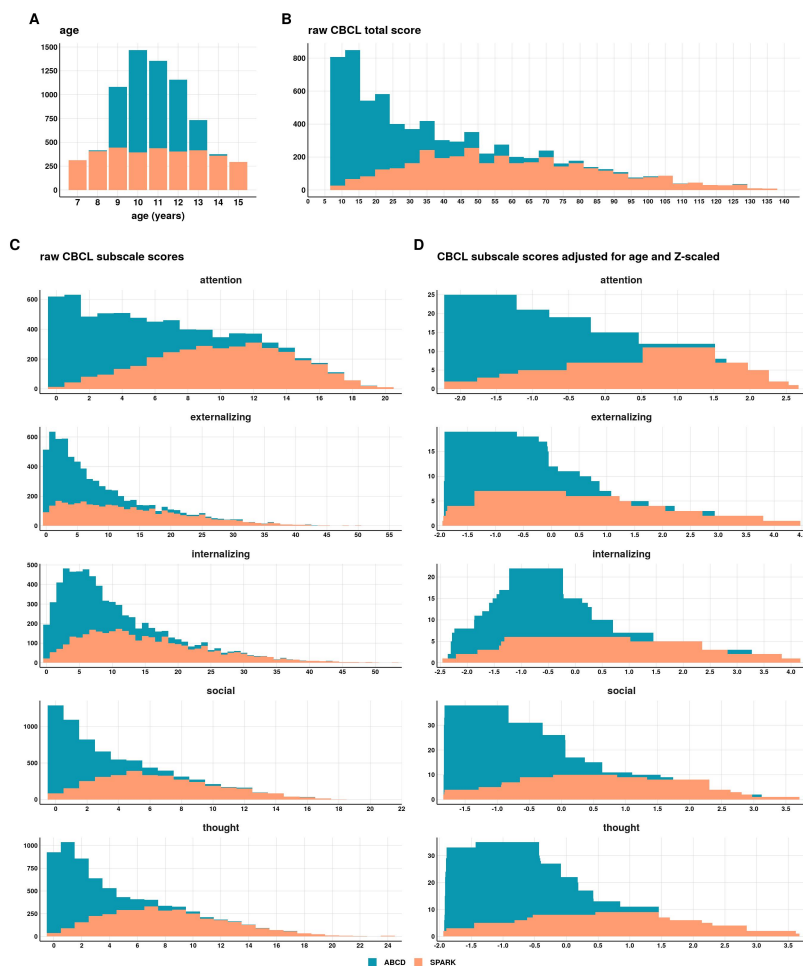 A
age
1500
1250
1000
750
500
250
0
7 8 9 10 11 12 13 14 15
age (years)
B
raw CBCL total score
800
600
400
200
0
0 5 10 15 20 25 30 35 40 45 50 55 60 65 70 75 80 85 90 95 100 105 110 115 120 125 130 135 140
C
raw CBCL subscale scores
attention
600
400
200
0
0 2 4 6 8 10 12 14 16 18 20
externalizing
600
400
200
0
0 5 10 15 20 25 30 35 40 45 50 55
internalizing
500
400
300
200
100
0
0 5 10 15 20 25 30 35 40 45 50
social
1000
500
0
0 2 4 6 8 10 12 14 16 18 20 22
thought
1000
750
500
250
0
0 2 4 6 8 10 12 14 16 18 20 22 24
D
CBCL subscale scores adjusted for age and Z-scaled
attention
25
20
15
10
5
0
-2.0 -1.5 -1.0 -0.5 0.0 0.5 1.0 1.5 2.0 2.5
externalizing
15
10
5
0
-2.0 -1.5 -1.0 -0.5 0.0 0.5 1.0 1.5 2.0 2.5 3.0 3.5 4.0
internalizing
20
15
10
5
0
-2.5 -2.0 -1.5 -1.0 -0.5 0.0 0.5 1.0 1.5 2.0 2.5 3.0 3.5 4.0
social
30
20
10
0
-1.5 -1.0 -0.5 0.0 0.5 1.0 1.5 2.0 2.5 3.0 3.5
thought
30
20
10
0
-2.0 -1.5 -1.0 -0.5 0.0 0.5 1.0 1.5 2.0 2.5 3.0 3.5
ABCD SPARK